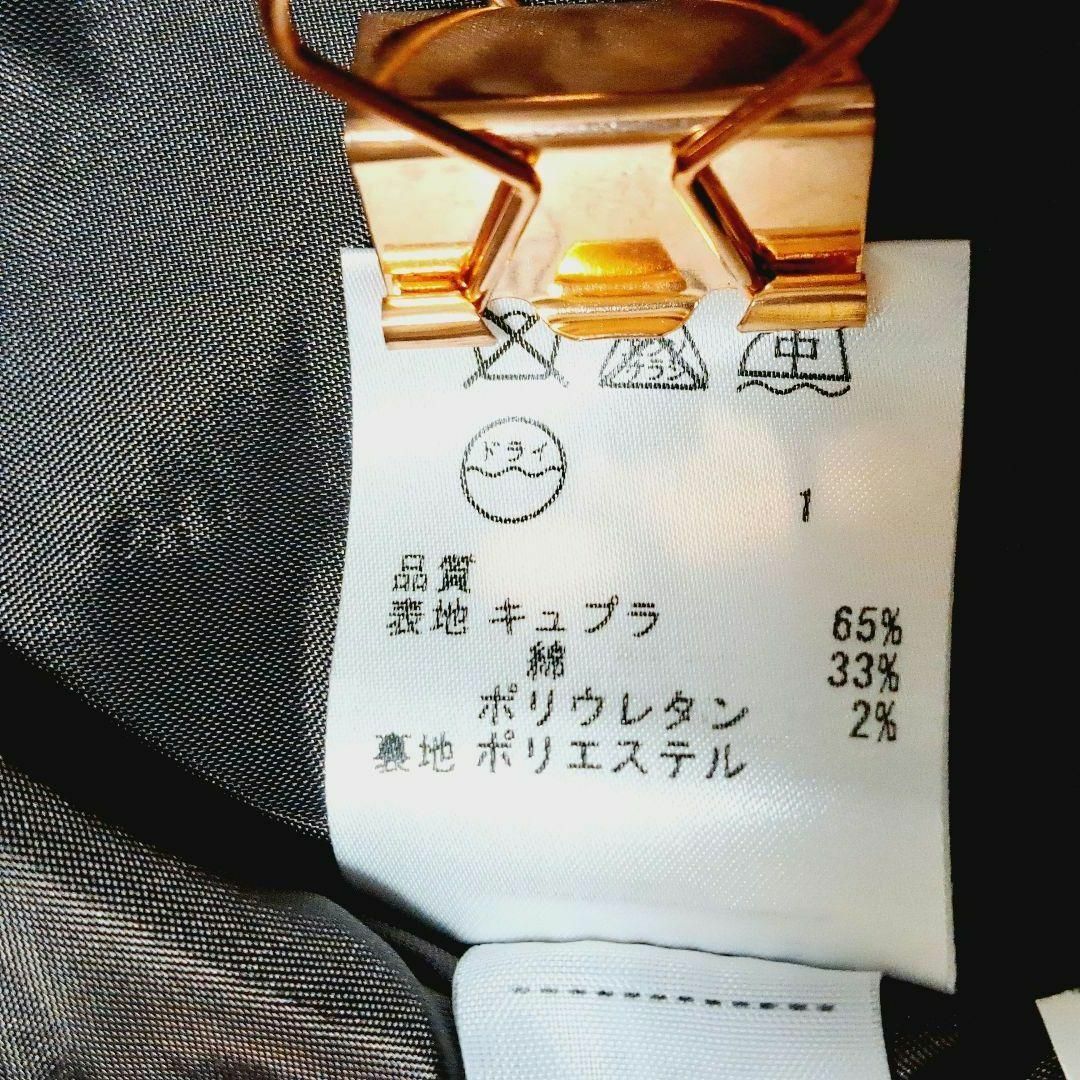 中
ドライ
1
品質
表地 キュプラ 65%
綿 33%
ポリウレタン 2%
裏地 ポリエステル